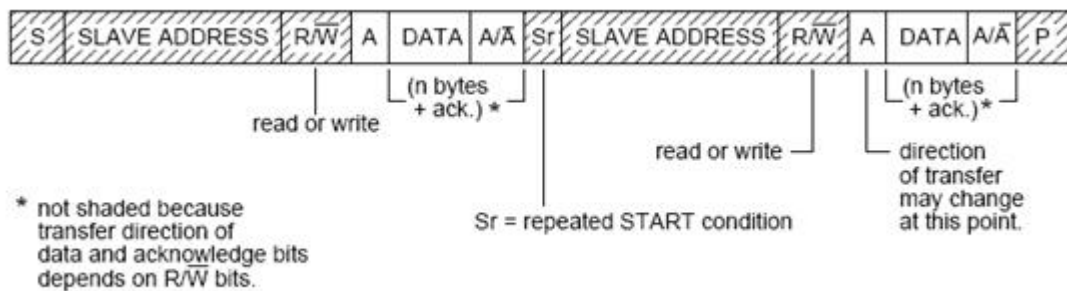 S SLAVE ADDRESS R/W̅ A DATA A/A̅ Sr SLAVE ADDRESS R/W̅ A DATA A/A̅ P
(n bytes
+ ack.) *
(n bytes
+ ack.) *
read or write
read or write
direction
of transfer
may change
at this point.
Sr = repeated START condition
* not shaded because
transfer direction of
data and acknowledge bits
depends on R/W̅ bits.